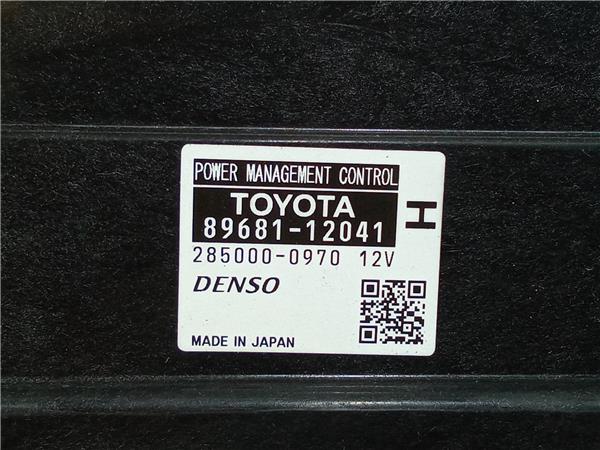 POWER MANAGEMENT CONTROL
TOYOTA
89681-12041
H
285000-0970 12V
DENSO
MADE IN JAPAN